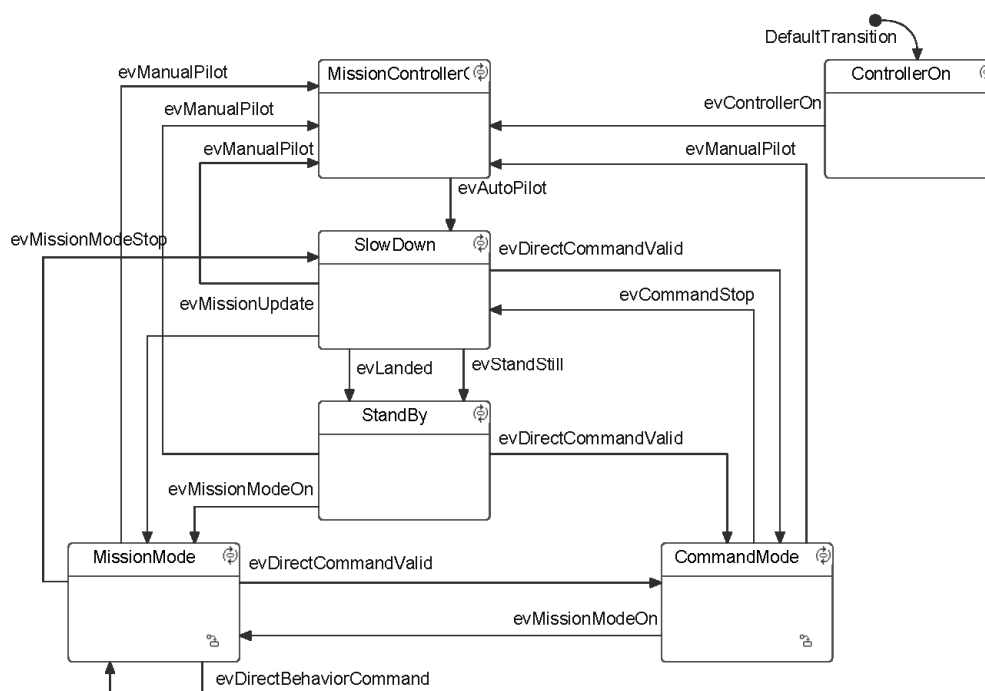 DefaultTransition
evManualPilot
MissionController
ControllerOn
evManualPilot
evControllerOn
evManualPilot
evManualPilot
evAutoPilot
evMissionModeStop
SlowDown
evDirectCommandValid
evMissionUpdate
evCommandStop
evLanded
evStandStill
StandBy
evDirectCommandValid
evMissionModeOn
MissionMode
CommandMode
evDirectCommandValid
evMissionModeOn
evDirectBehaviorCommand